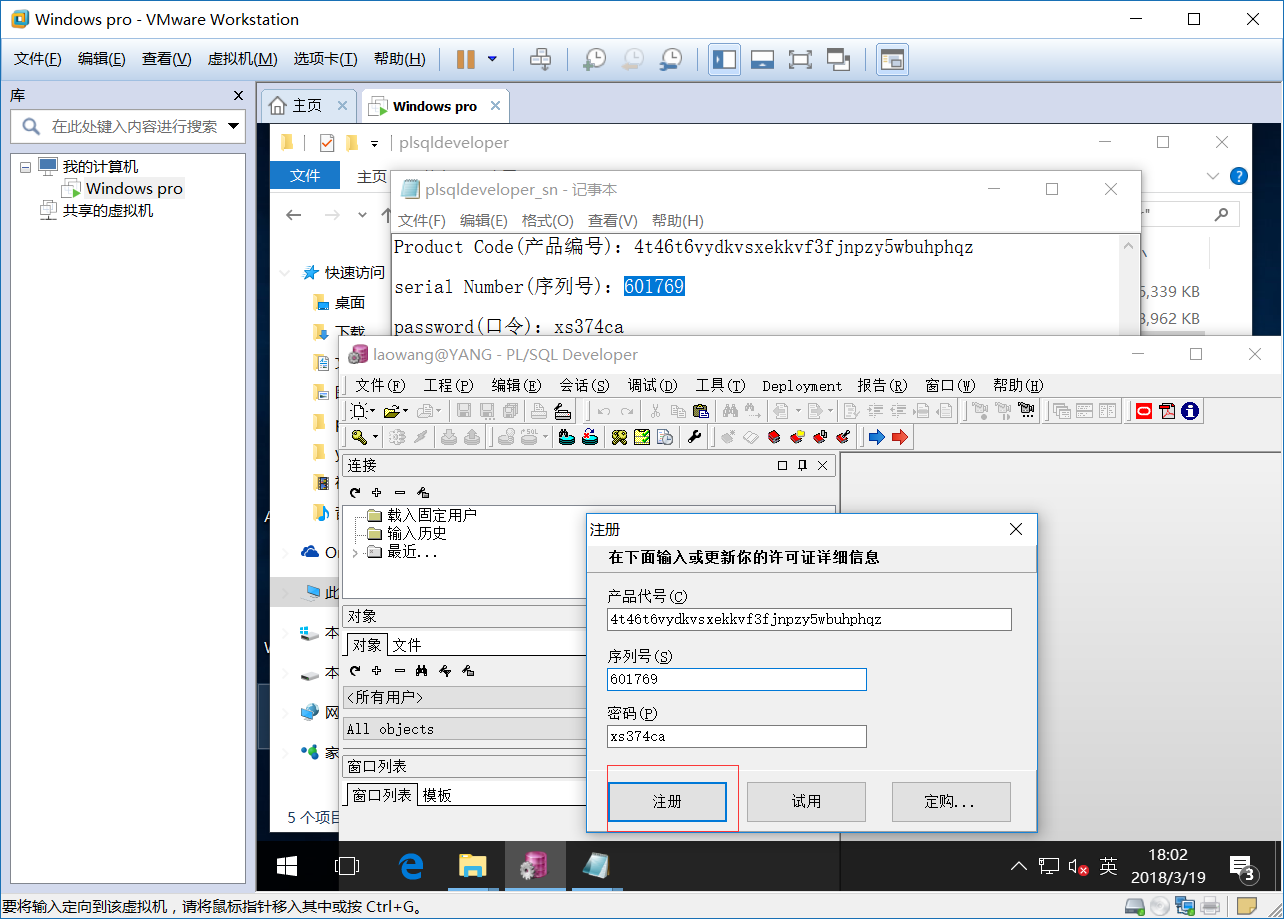 Windows pro - VMware Workstation
文件(F) 编辑(E) 查看(V) 虚拟机(M) 选项卡(T) 帮助(H)
库
在此处键入内容进行搜索
我的计算机
Windows pro
共享的虚拟机
主页
Windows pro
plsqldeveloper
文件
主页
plsqldeveloper_sn - 记事本
文件(F) 编辑(E) 格式(O) 查看(V) 帮助(H)
Product Code(产品编号): 4t46t6vydkvsxekkvf3fjnpzy5wbuhphqz
serial Number(序列号): 601769
password(口令): xs374ca
快速访问
桌面
下载
5,339 KB
3,962 KB
此
本
本
网
家
5 个项目
laowang@YANG - PL/SQL Developer
文件(F) 工程(P) 编辑(E) 会话(S) 调试(D) 工具(T) Deployment 报告(R) 窗口(W) 帮助(H)
连接
载入固定用户
输入历史
最近...
对象
对象 文件
<所有用户>
All objects
窗口列表
窗口列表 模板
注册
在下面输入或更新你的许可证详细信息
产品代号(C)
4t46t6vydkvsxekkvf3fjnpzy5wbuhphqz
序列号(S)
601769
密码(P)
xs374ca
注册 试用 定购...
英
18:02
2018/3/19
3
要将输入定向到该虚拟机，请将鼠标指针移入其中或按 Ctrl+G。